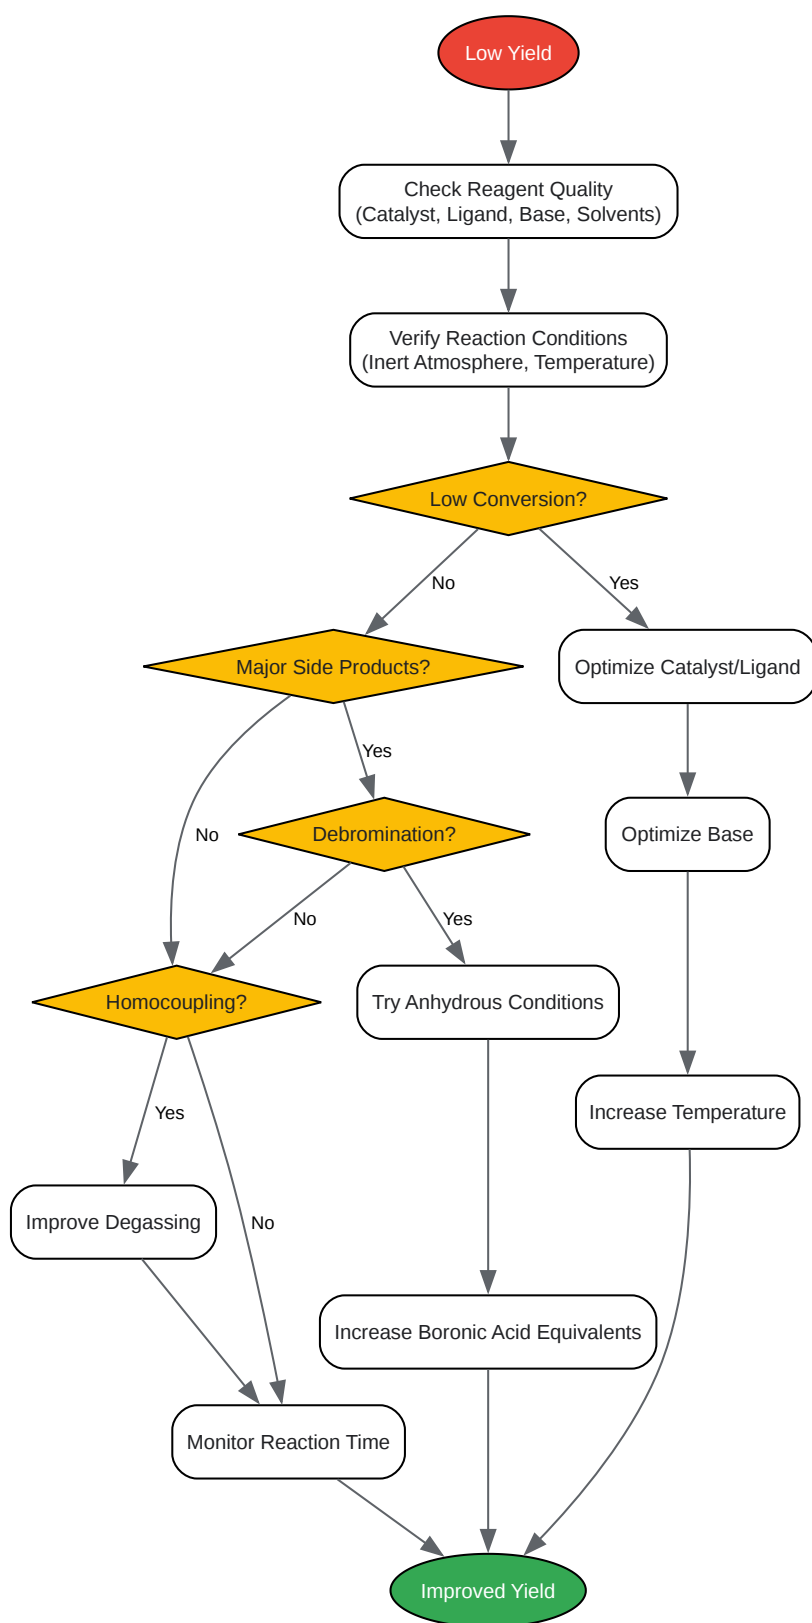 Low Yield
Check Reagent Quality
(Catalyst, Ligand, Base, Solvents)
Verify Reaction Conditions
(Inert Atmosphere, Temperature)
Low Conversion?
No
Yes
Major Side Products?
Optimize Catalyst/Ligand
Yes
No
Debromination?
Optimize Base
No
Yes
Homocoupling?
Try Anhydrous Conditions
Yes
Increase Temperature
Improve Degassing
No
Increase Boronic Acid Equivalents
Monitor Reaction Time
Improved Yield